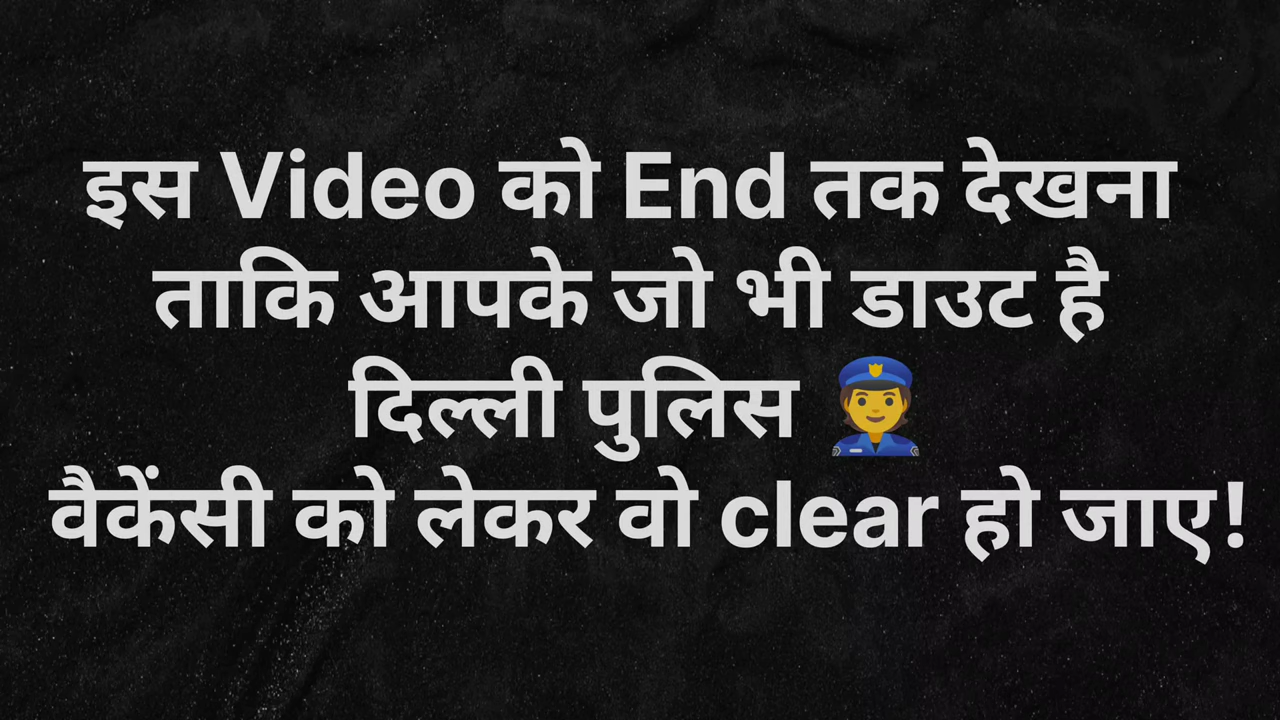 इस Video को End तक देखना
ताकि आपके जो भी डाउट है
दिल्ली पुलिस 👮
वैकेंसी को लेकर वो clear हो जाए!